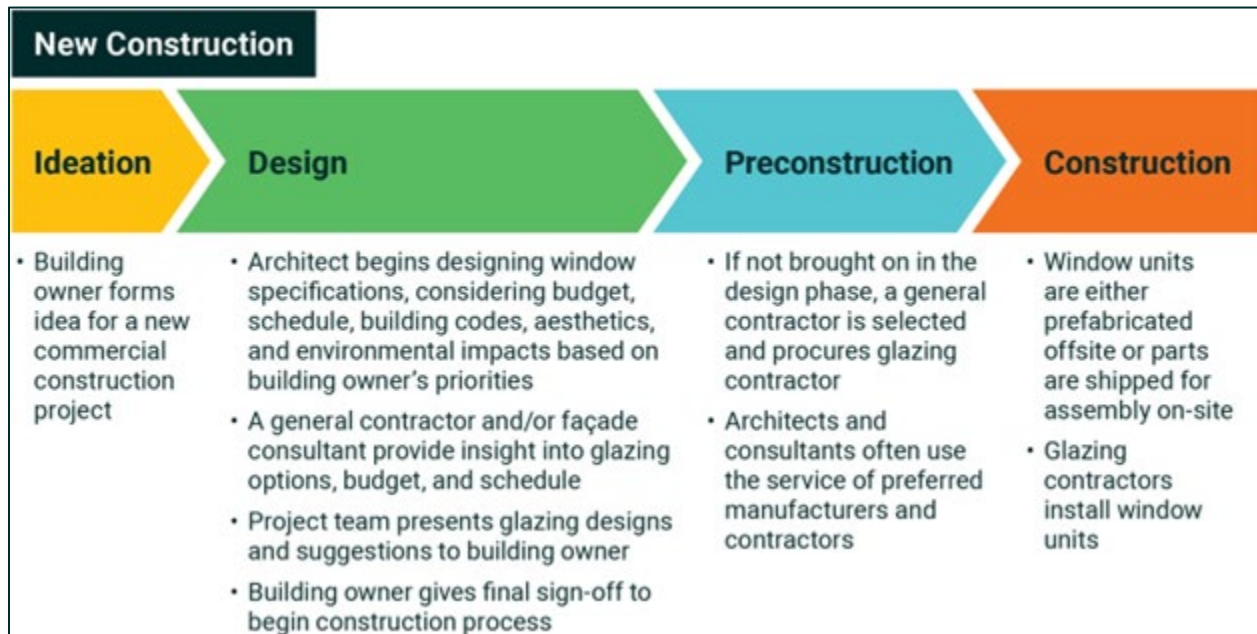 New Construction
Ideation
Design
Preconstruction
Construction
• Building
owner forms
idea for a new
commercial
construction
project
• Architect begins designing window
specifications, considering budget,
schedule, building codes, aesthetics,
and environmental impacts based on
building owner’s priorities
• A general contractor and/or façade
consultant provide insight into glazing
options, budget, and schedule
• Project team presents glazing designs
and suggestions to building owner
• Building owner gives final sign-off to
begin construction process
• If not brought on in the
design phase, a general
contractor is selected
and procures glazing
contractor
• Architects and
consultants often use
the service of preferred
manufacturers and
contractors
• Window units
are either
prefabricated
offsite or parts
are shipped for
assembly on-site
• Glazing
contractors
install window
units